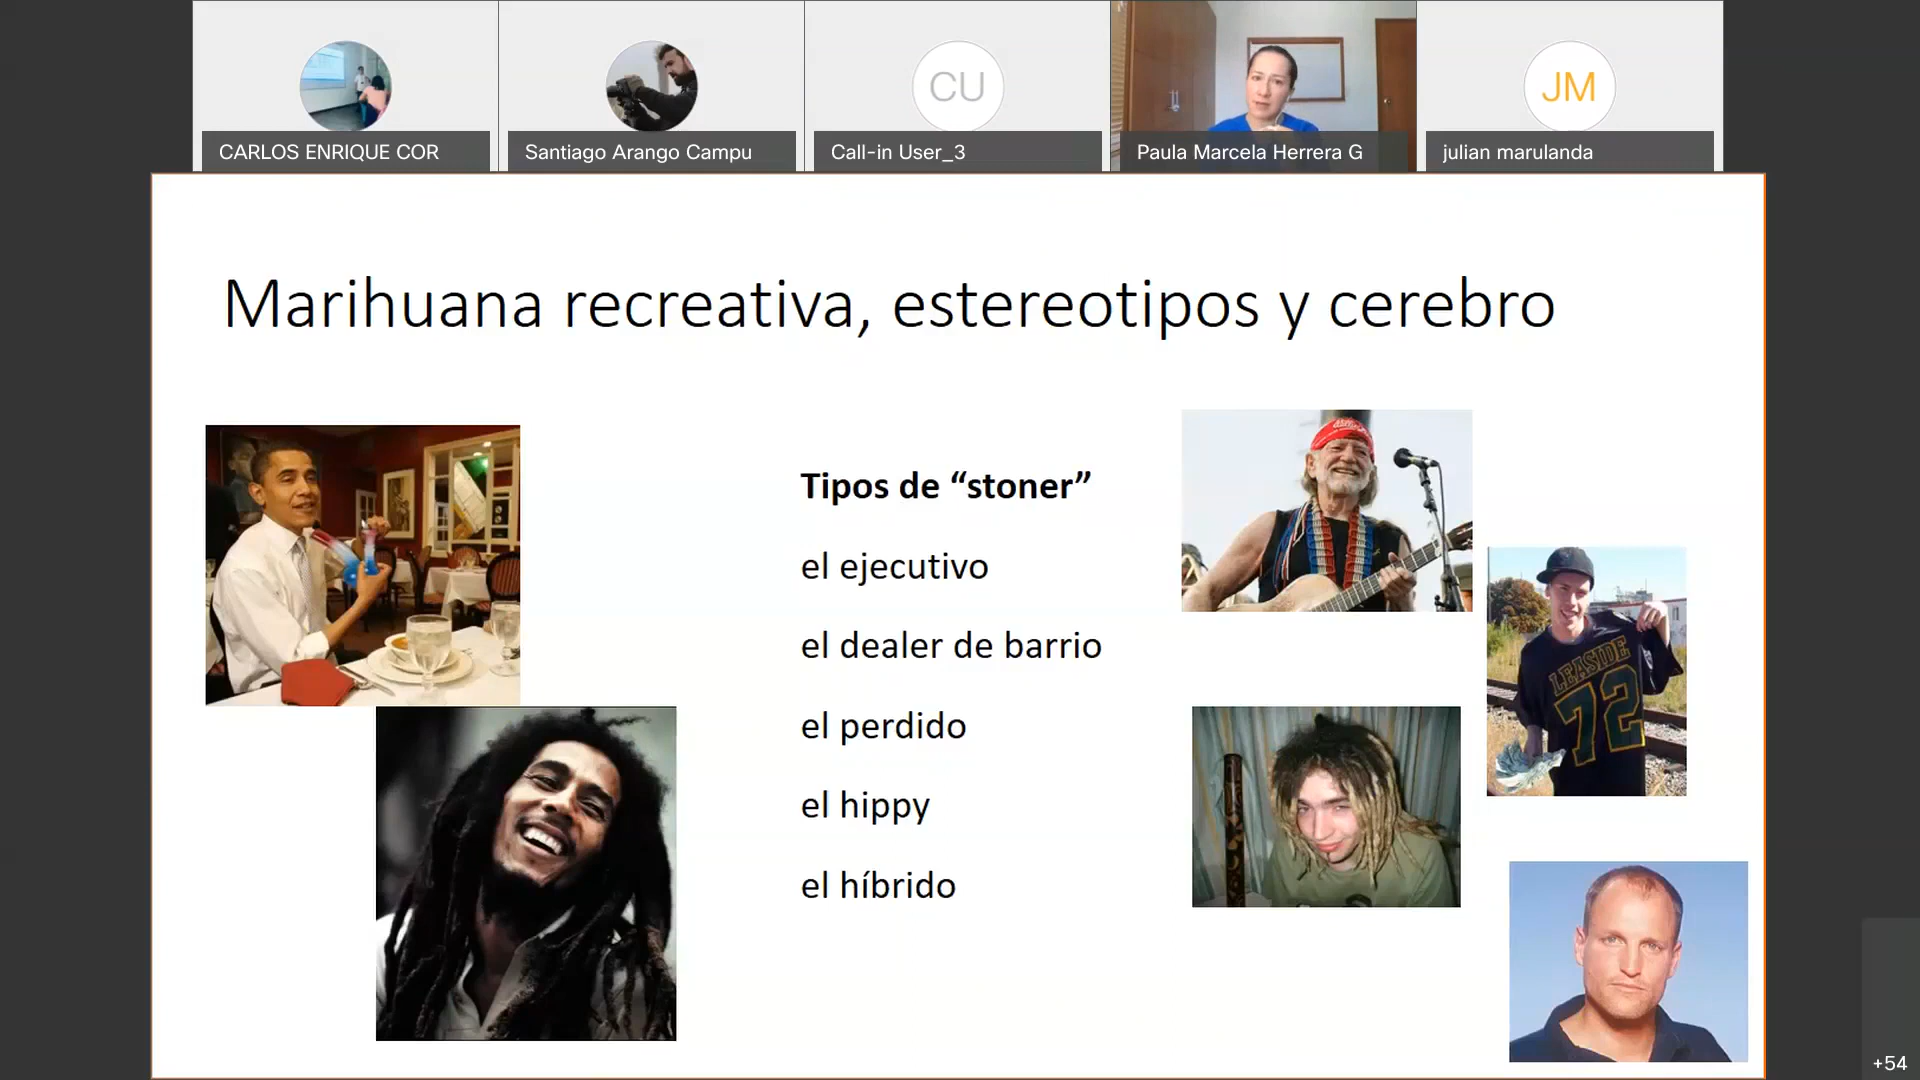 CARLOS ENRIQUE COR
Santiago Arango Campu
CU
Call-in User_3
Paula Marcela Herrera G
JM
julian marulanda
Marihuana recreativa, estereotipos y cerebro
Tipos de “stoner”
el ejecutivo
el dealer de barrio
el perdido
el hippy
el híbrido
LEASIDE
72
+54